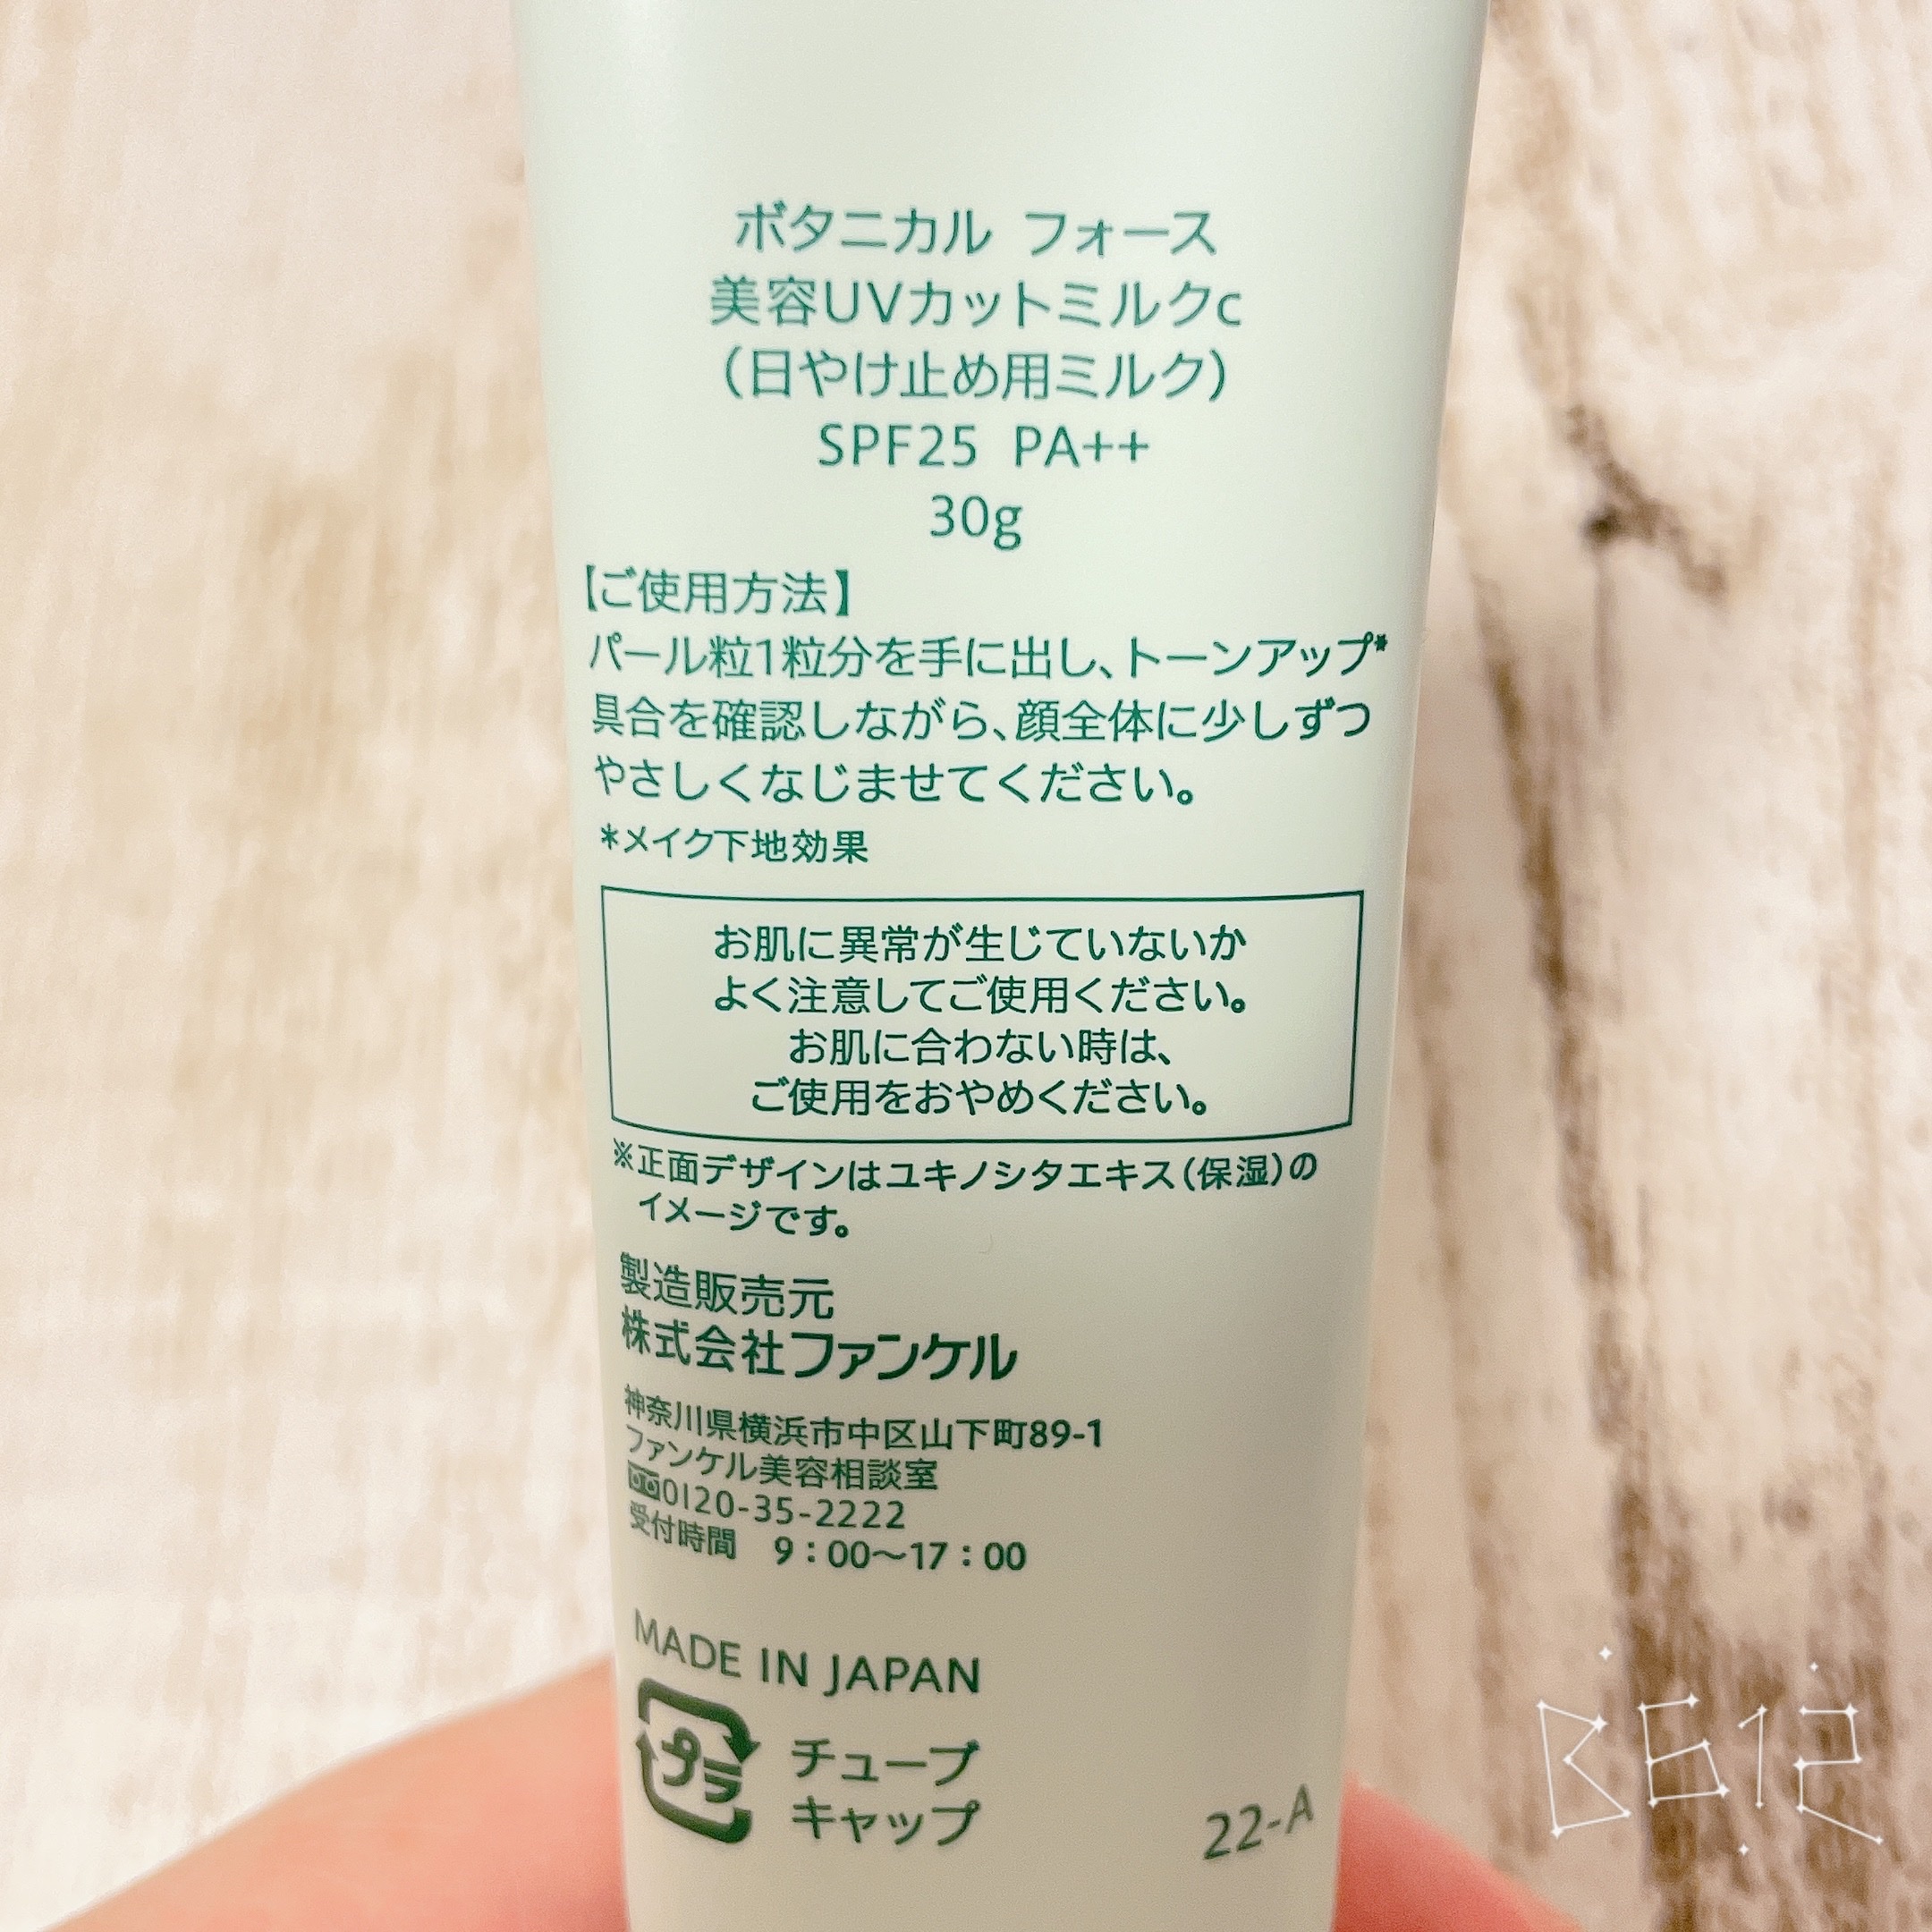 ボタニカル フォース
美容UVカットミルクc
(日やけ止め用ミルク)
SPF25 PA++
30g
【ご使用方法】
パール粒1粒分を手に出し、トーンアップ*
具合を確認しながら、顔全体に少しずつ
やさしくなじませてください。
*メイク下地効果
お肌に異常が生じていないか
よく注意してご使用ください。
お肌に合わない時は、
ご使用をおやめください。
※正面デザインはユキノシタエキス(保湿)の
イメージです。
製造販売元
株式会社ファンケル
神奈川県横浜市中区山下町89-1
ファンケル美容相談室
0120-35-2222
受付時間 9:00〜17:00
MADE IN JAPAN
プラ
チューブ
キャップ
22-A
B612